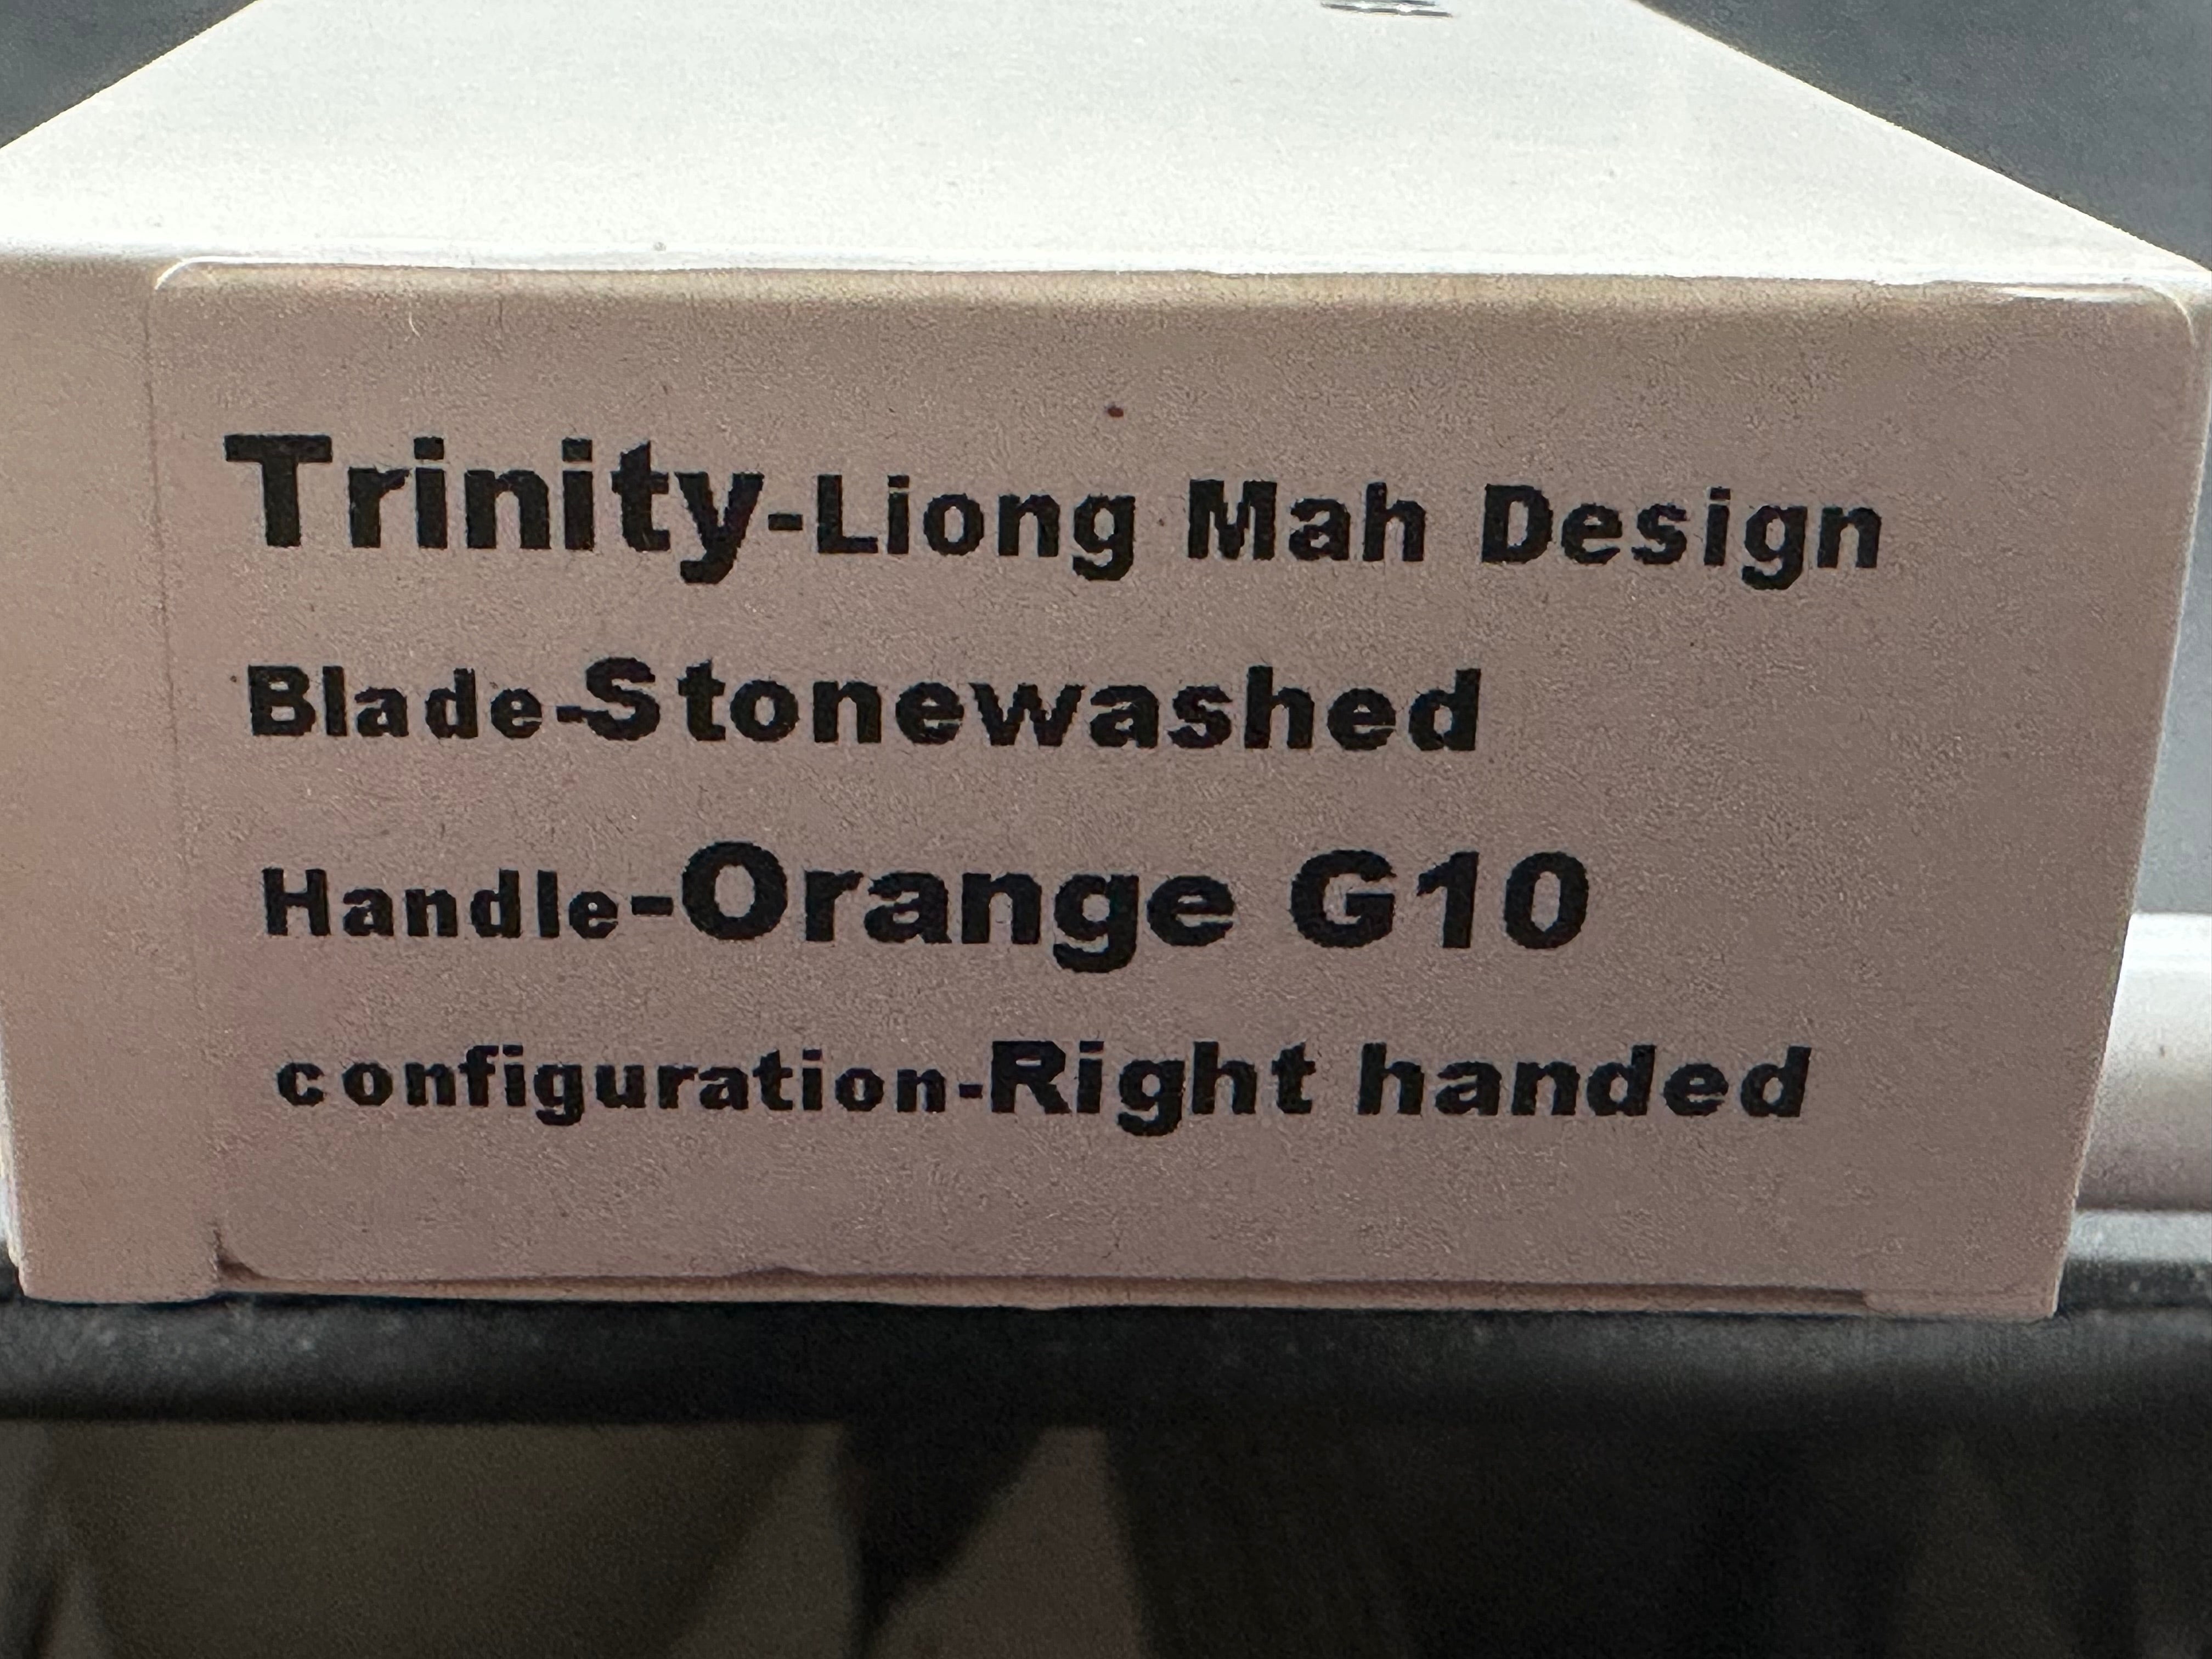 Trinity-Liong Mah Design
Blade-Stonewashed
Handle-Orange G10
configuration-Right handed